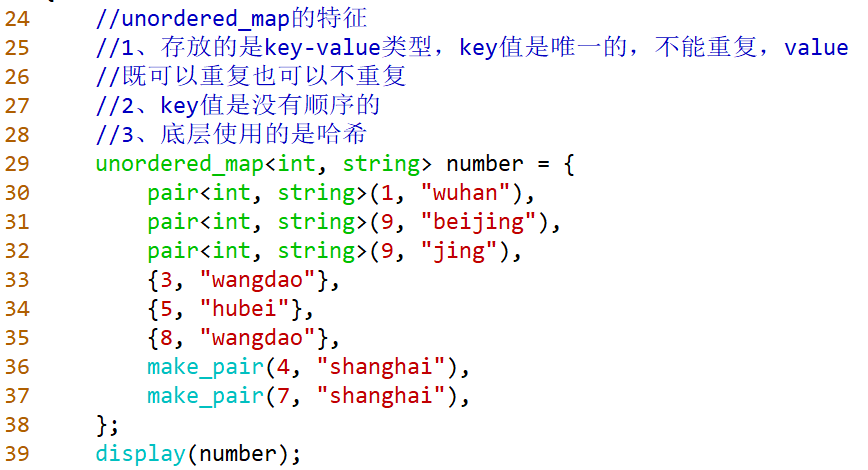 24 //unordered_map的特征
25 //1、存放的是key-value类型，key值是唯一的，不能重复，value
26 //既可以重复也可以不重复
27 //2、key值是没有顺序的
28 //3、底层使用的是哈希
29 unordered_map<int, string> number = {
30 pair<int, string>(1, "wuhan"),
31 pair<int, string>(9, "beijing"),
32 pair<int, string>(9, "jing"),
33 {3, "wangdao"},
34 {5, "hubei"},
35 {8, "wangdao"},
36 make_pair(4, "shanghai"),
37 make_pair(7, "shanghai"),
38 };
39 display(number);